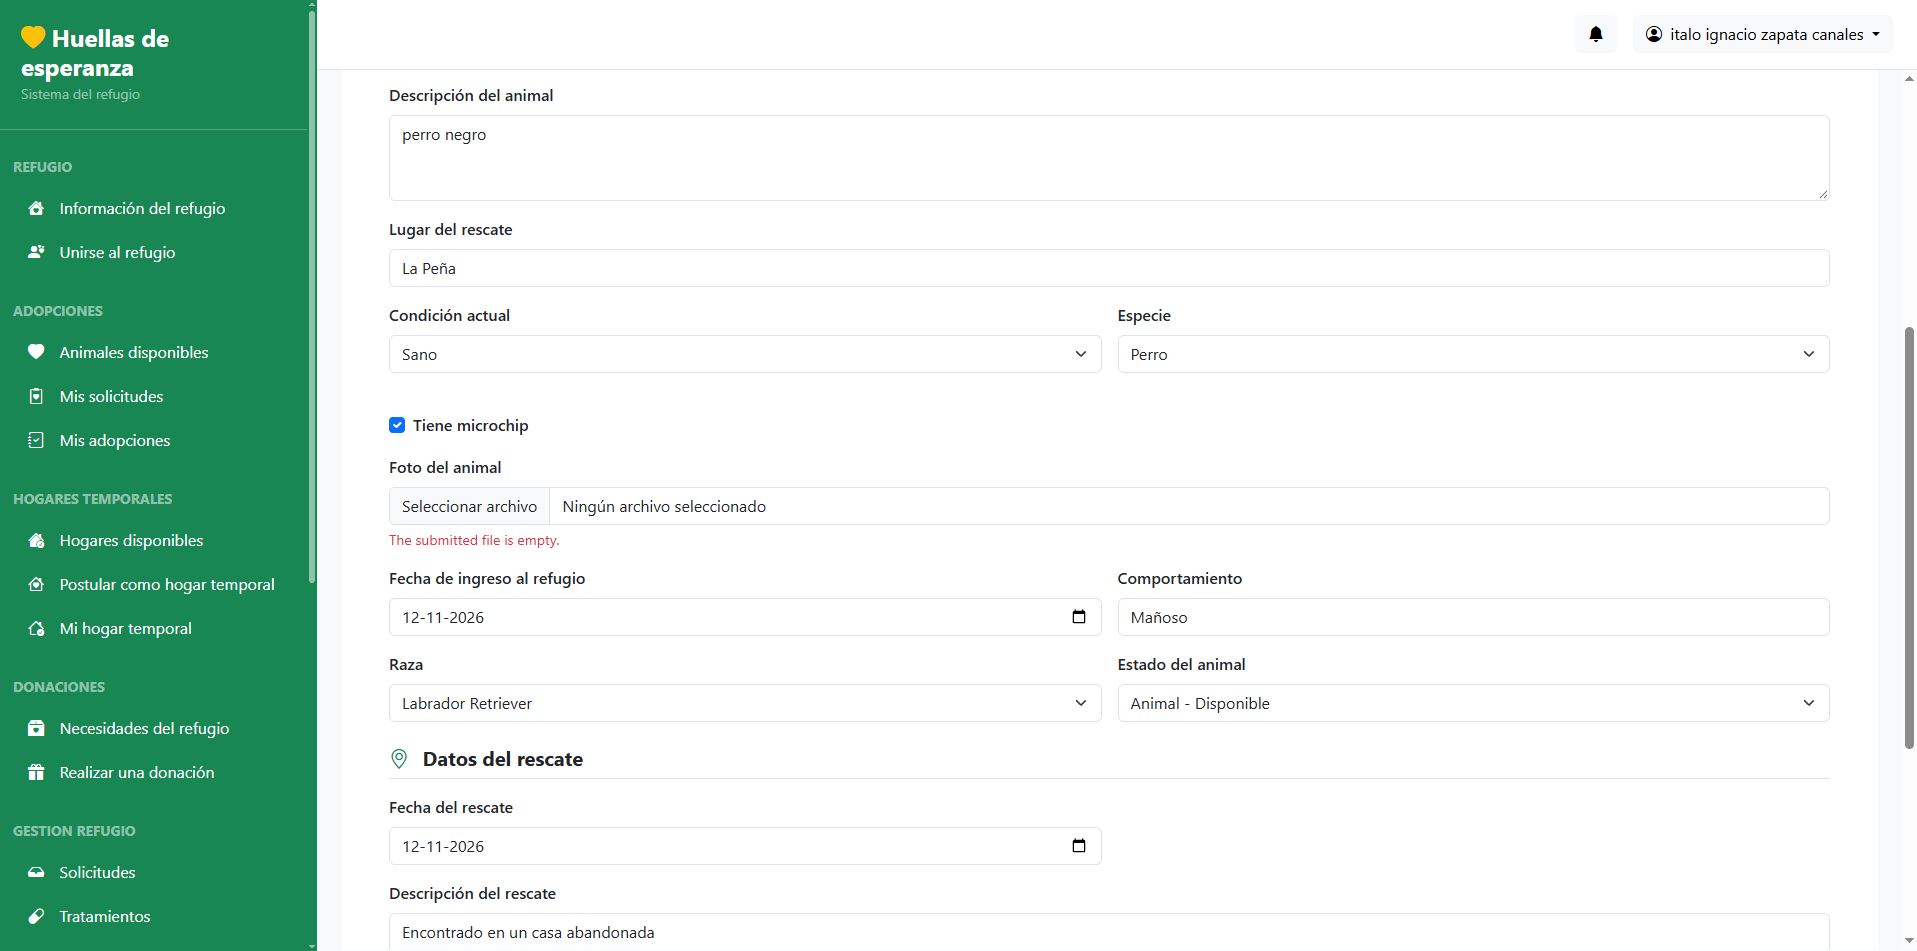 Huellas de
esperanza
Sistema del refugio
REFUGIO
Información del refugio
Unirse al refugio
ADOPCIONES
Animales disponibles
Mis solicitudes
Mis adopciones
HOGARES TEMPORALES
Hogares disponibles
Postular como hogar temporal
Mi hogar temporal
DONACIONES
Necesidades del refugio
Realizar una donación
GESTION REFUGIO
Solicitudes
Tratamientos
italo ignacio zapata canales
Descripción del animal
perro negro
Lugar del rescate
La Peña
Condición actual
Especie
Sano
Perro
Tiene microchip
Foto del animal
Seleccionar archivo
Ningún archivo seleccionado
The submitted file is empty.
Fecha de ingreso al refugio
Comportamiento
12-11-2026
Mañoso
Raza
Estado del animal
Labrador Retriever
Animal - Disponible
Datos del rescate
Fecha del rescate
12-11-2026
Descripción del rescate
Encontrado en un casa abandonada